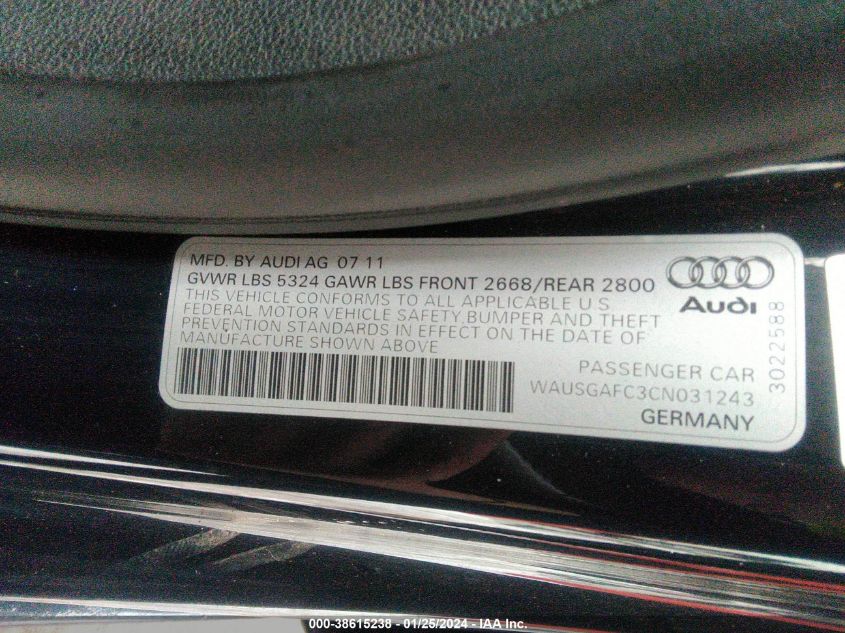 MFD. BY AUDI AG 07 11
GVWR LBS 5324 GAWR LBS FRONT 2668/REAR 2800
THIS VEHICLE CONFORMS TO ALL APPLICABLE U S
FEDERAL MOTOR VEHICLE SAFETY, BUMPER AND THEFT
PREVENTION STANDARDS IN EFFECT ON THE DATE OF
MANUFACTURE SHOWN ABOVE
Audi
PASSENGER CAR
WAUSGAFC3CN031243
GERMANY
3022588
000-38615238 - 01/25/2024 - IAA Inc.